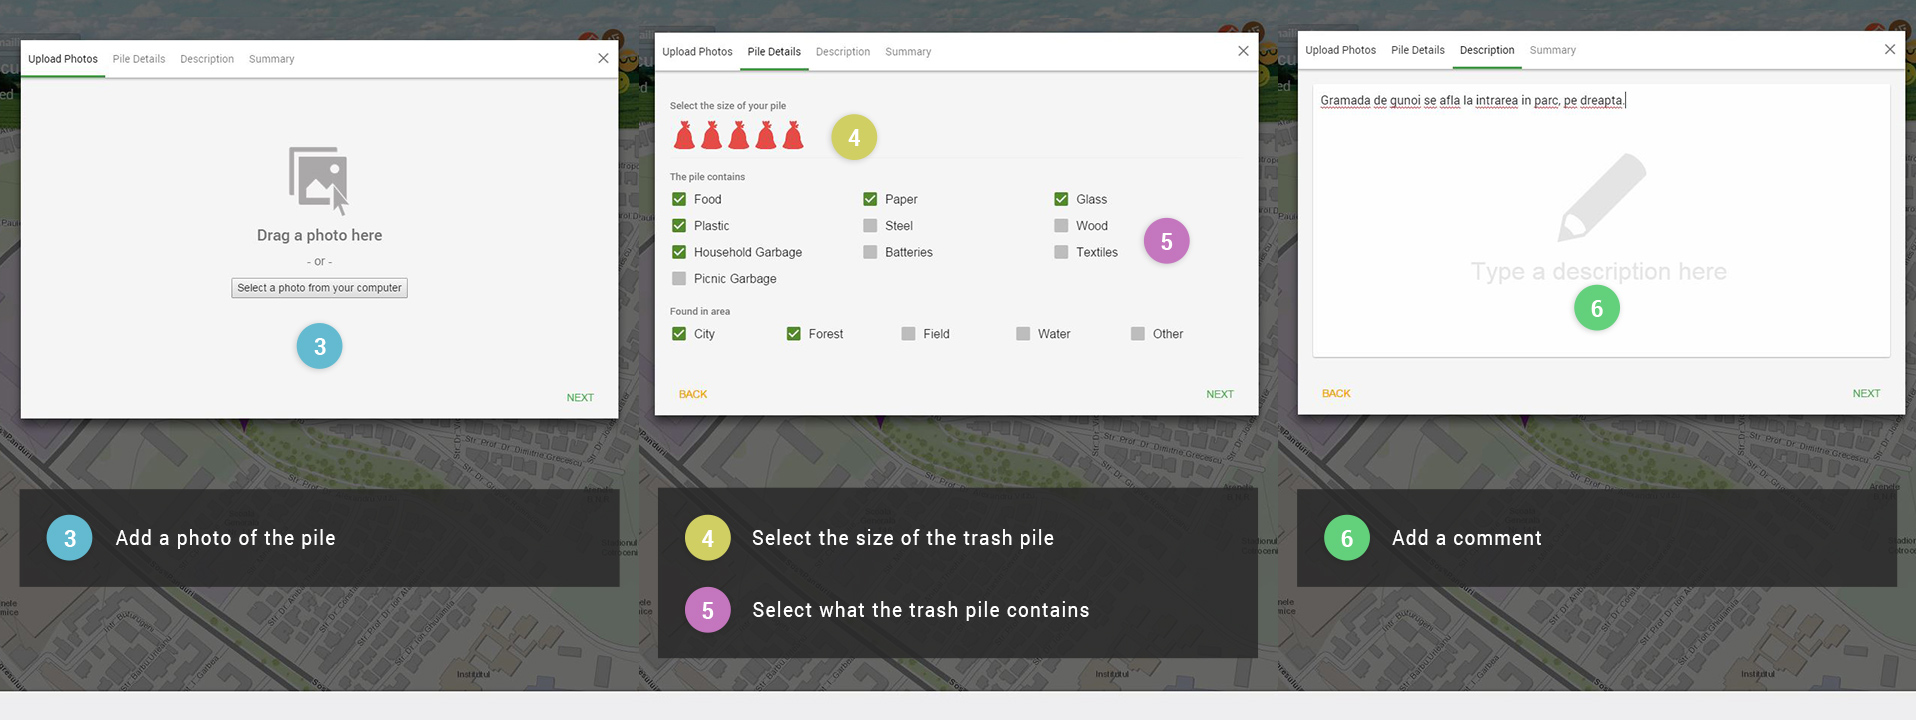 Upload Photos Pile Details Description Summary
Drag a photo here
- or -
Select a photo from your computer
3
NEXT
3 Add a photo of the pile
Upload Photos Pile Details Description Summary
Select the size of your pile
4
The pile contains
Food Paper Glass
Plastic Steel Wood
5
Household Garbage Batteries Textiles
Picnic Garbage
Found in area
City Forest Field Water Other
BACK NEXT
4 Select the size of the trash pile
5 Select what the trash pile contains
Upload Photos Pile Details Description Summary
Gramada de gunoi se afla la intrarea in parc, pe dreapta.
Type a description here
6
BACK NEXT
6 Add a comment
Institutul
Institutul
Institutul